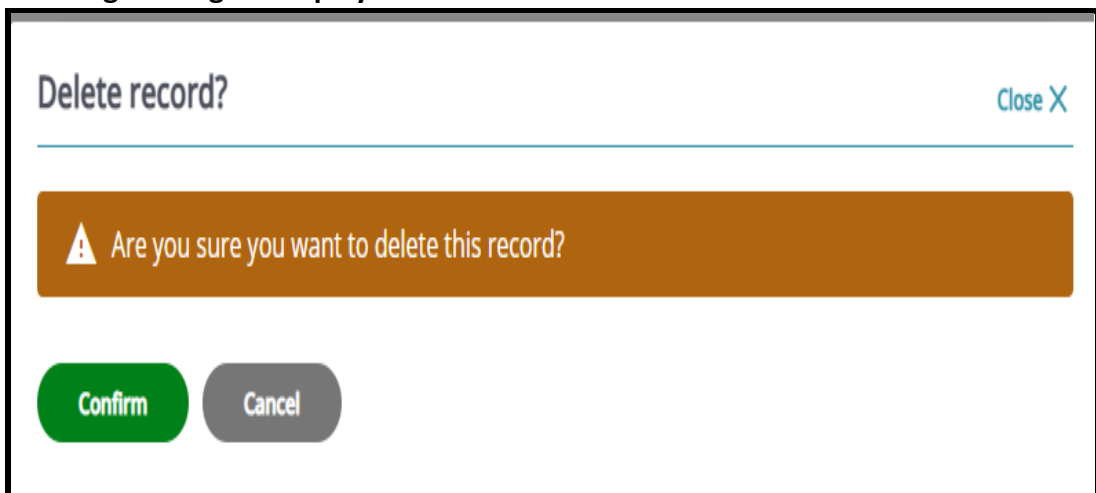 Delete record?
Close X
Are you sure you want to delete this record?
Confirm
Cancel